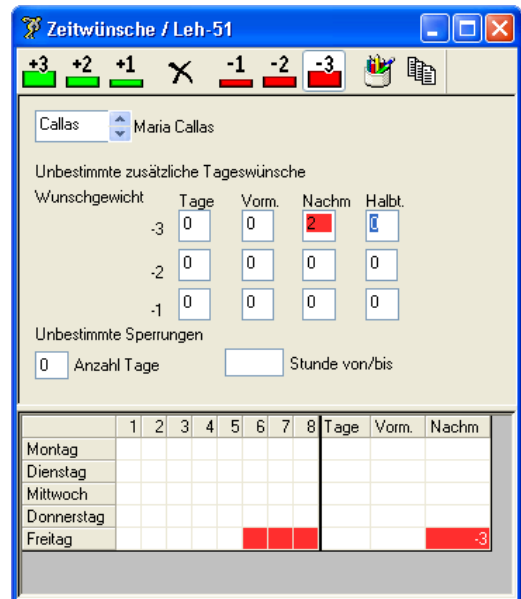 Zeitwünsche / Leh-51
+3 +2 +1 -1 -2 -3
Callas Maria Callas
Unbestimmte zusätzliche Tageswünsche
Wunschgewicht Tage Vorm. Nachm Halbt.
-3 0 0 2 0
-2 0 0 0 0
-1 0 0 0 0
Unbestimmte Sperrungen
0 Anzahl Tage Stunde von/bis
1 2 3 4 5 6 7 8 Tage Vorm. Nachm
Montag
Dienstag
Mittwoch
Donnerstag
Freitag -3